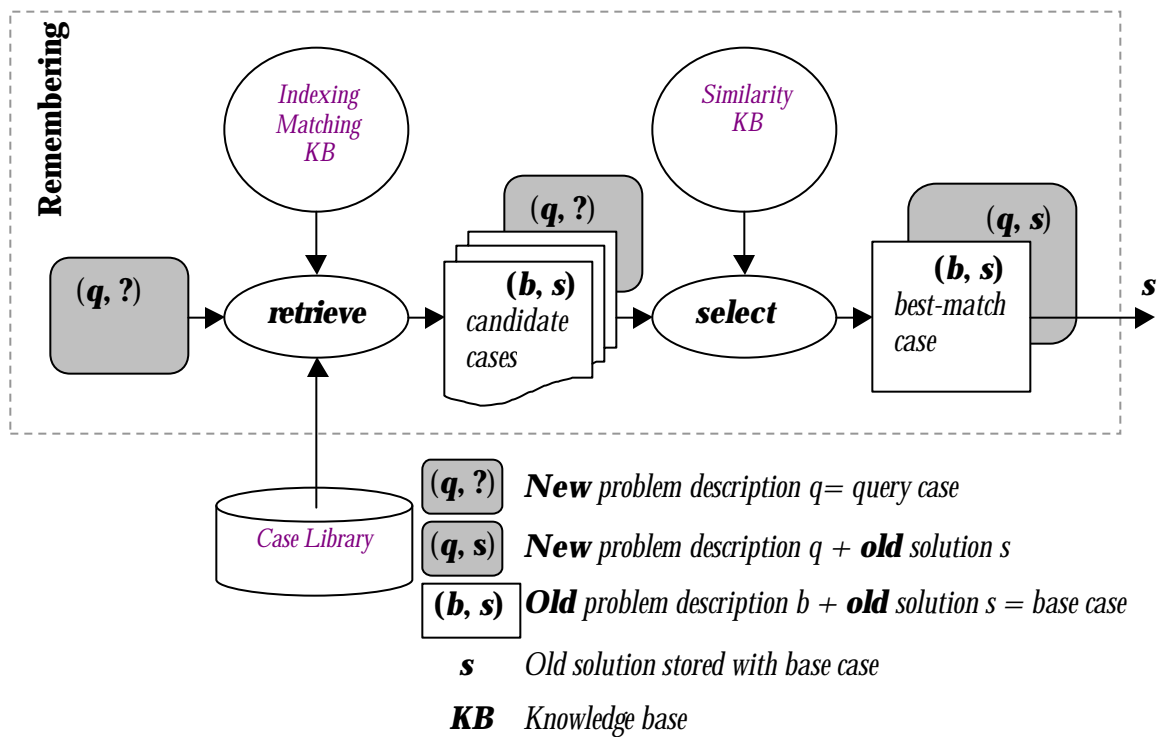 Remembering
Indexing
Matching
KB
Similarity
KB
(q, ?)
retrieve
(q, ?)
(b, s)
candidate
cases
select
(q, s)
(b, s)
best-match
case
s
Case Library
(q, ?) New problem description q= query case
(q, s) New problem description q + old solution s
(b, s) Old problem description b + old solution s = base case
s Old solution stored with base case
KB Knowledge base